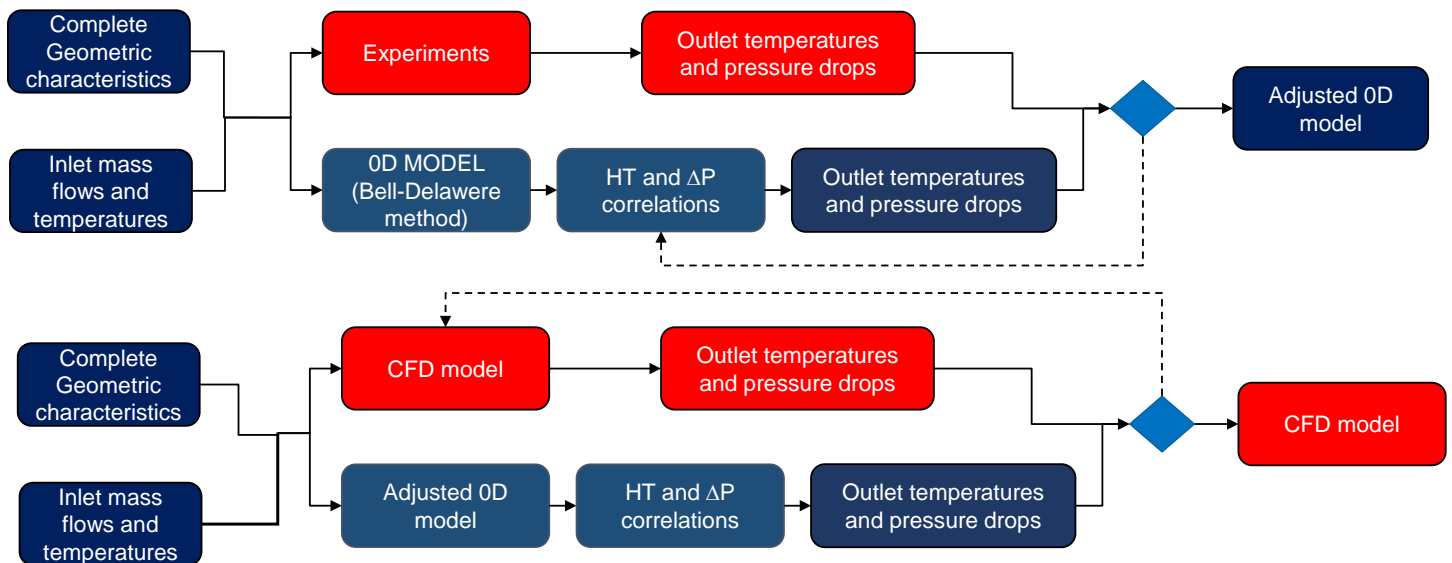 Complete
Geometric
characteristics
Experiments
Outlet temperatures
and pressure drops
Adjusted 0D
model
Inlet mass
flows and
temperatures
0D MODEL
(Bell-Delawere
method)
HT and ∆P
correlations
Outlet temperatures
and pressure drops
Complete
Geometric
characteristics
CFD model
Outlet temperatures
and pressure drops
CFD model
Inlet mass
flows and
temperatures
Adjusted 0D
model
HT and ∆P
correlations
Outlet temperatures
and pressure drops